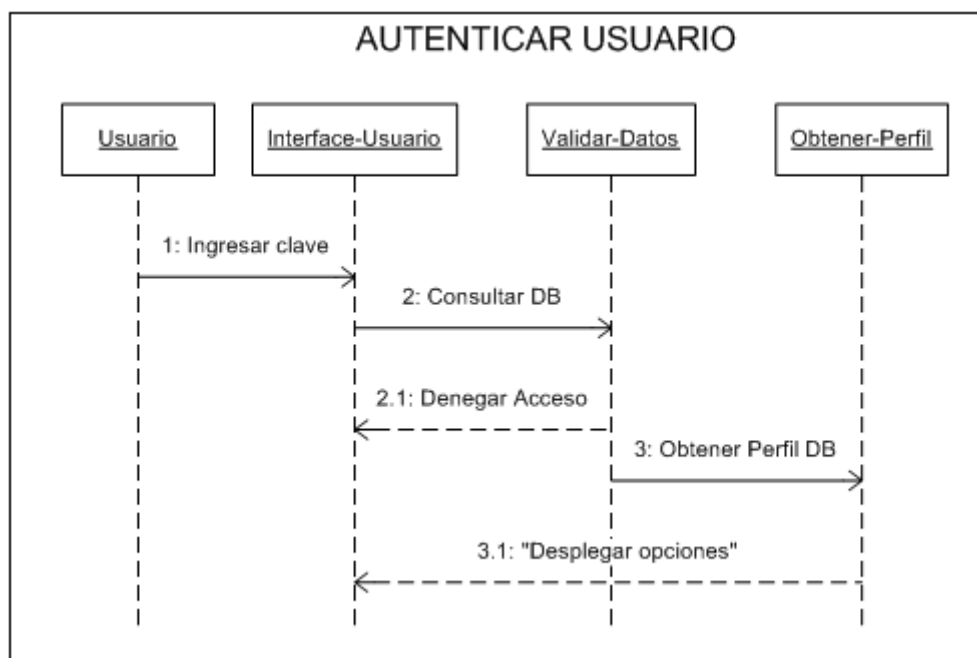 AUTENTICAR USUARIO
Usuario
Interface-Usuario
Validar-Datos
Obtener-Perfil
1: Ingresar clave
2: Consultar DB
2.1: Denegar Acceso
3: Obtener Perfil DB
3.1: "Desplegar opciones"